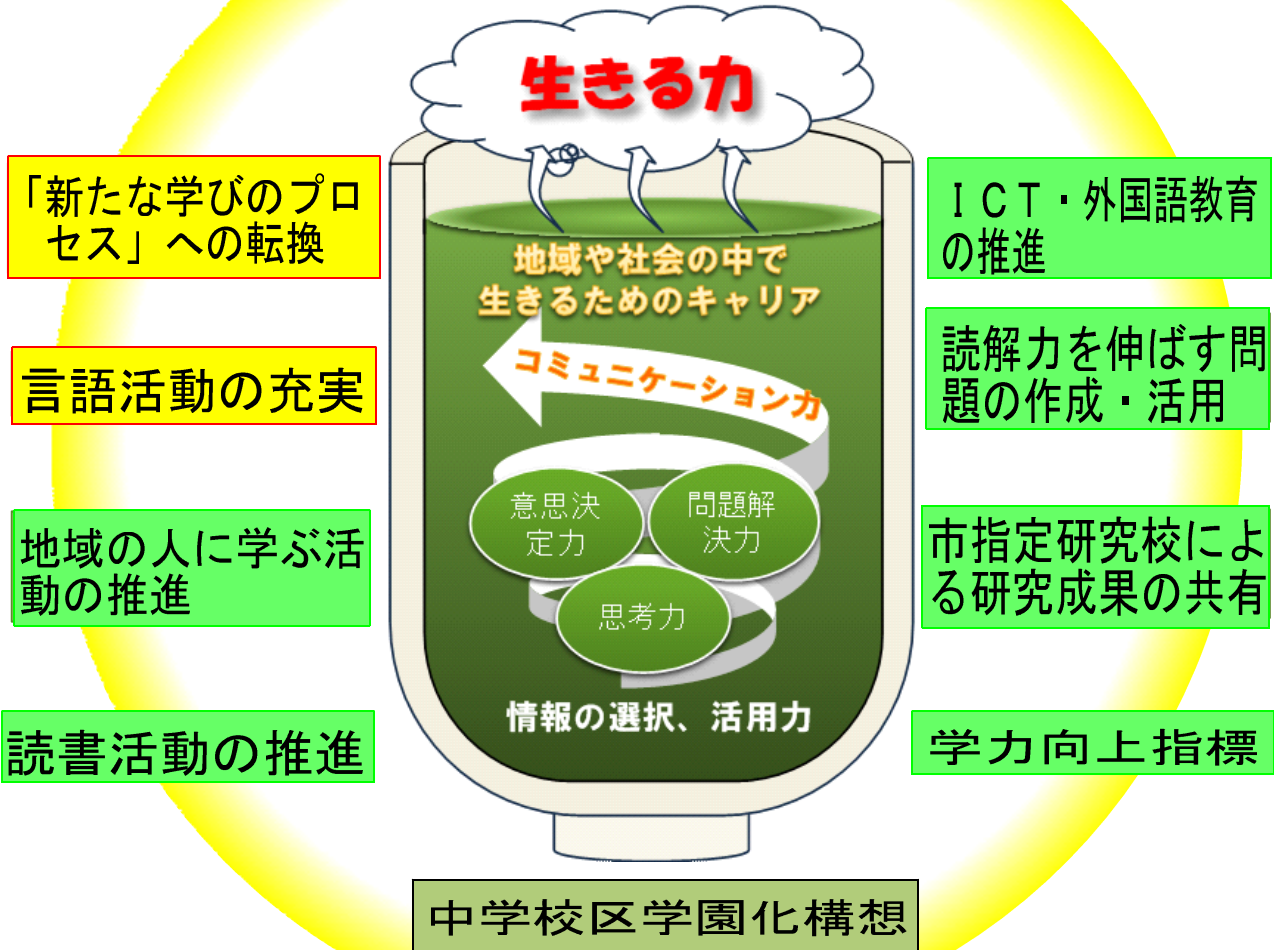 生きる力
「新たな学びのプロ
セス」への転換
言語活動の充実
地域の人に学ぶ活
動の推進
読書活動の推進
地域や社会の中で
生きるためのキャリア
コミュニケーション力
意思決
定力
問題解
決力
思考力
情報の選択、活用力
ＩＣＴ・外国語教育
の推進
読解力を伸ばす問
題の作成・活用
市指定研究校によ
る研究成果の共有
学力向上指標
中学校区学園化構想